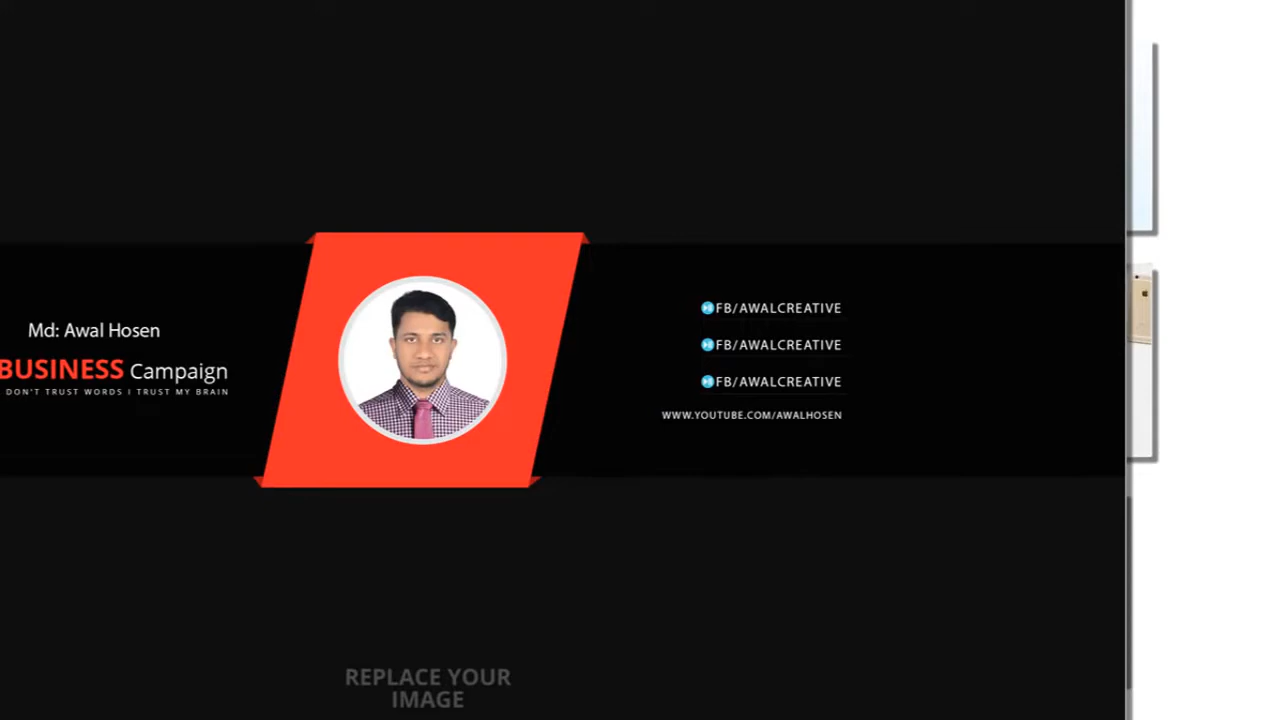 Md: Awal Hosen
BUSINESS Campaign
DON'T TRUST WORDS I TRUST MY BRAIN
FB/AWALCREATIVE
FB/AWALCREATIVE
FB/AWALCREATIVE
WWW.YOUTUBE.COM/AWALHOSEN
REPLACE YOUR
IMAGE